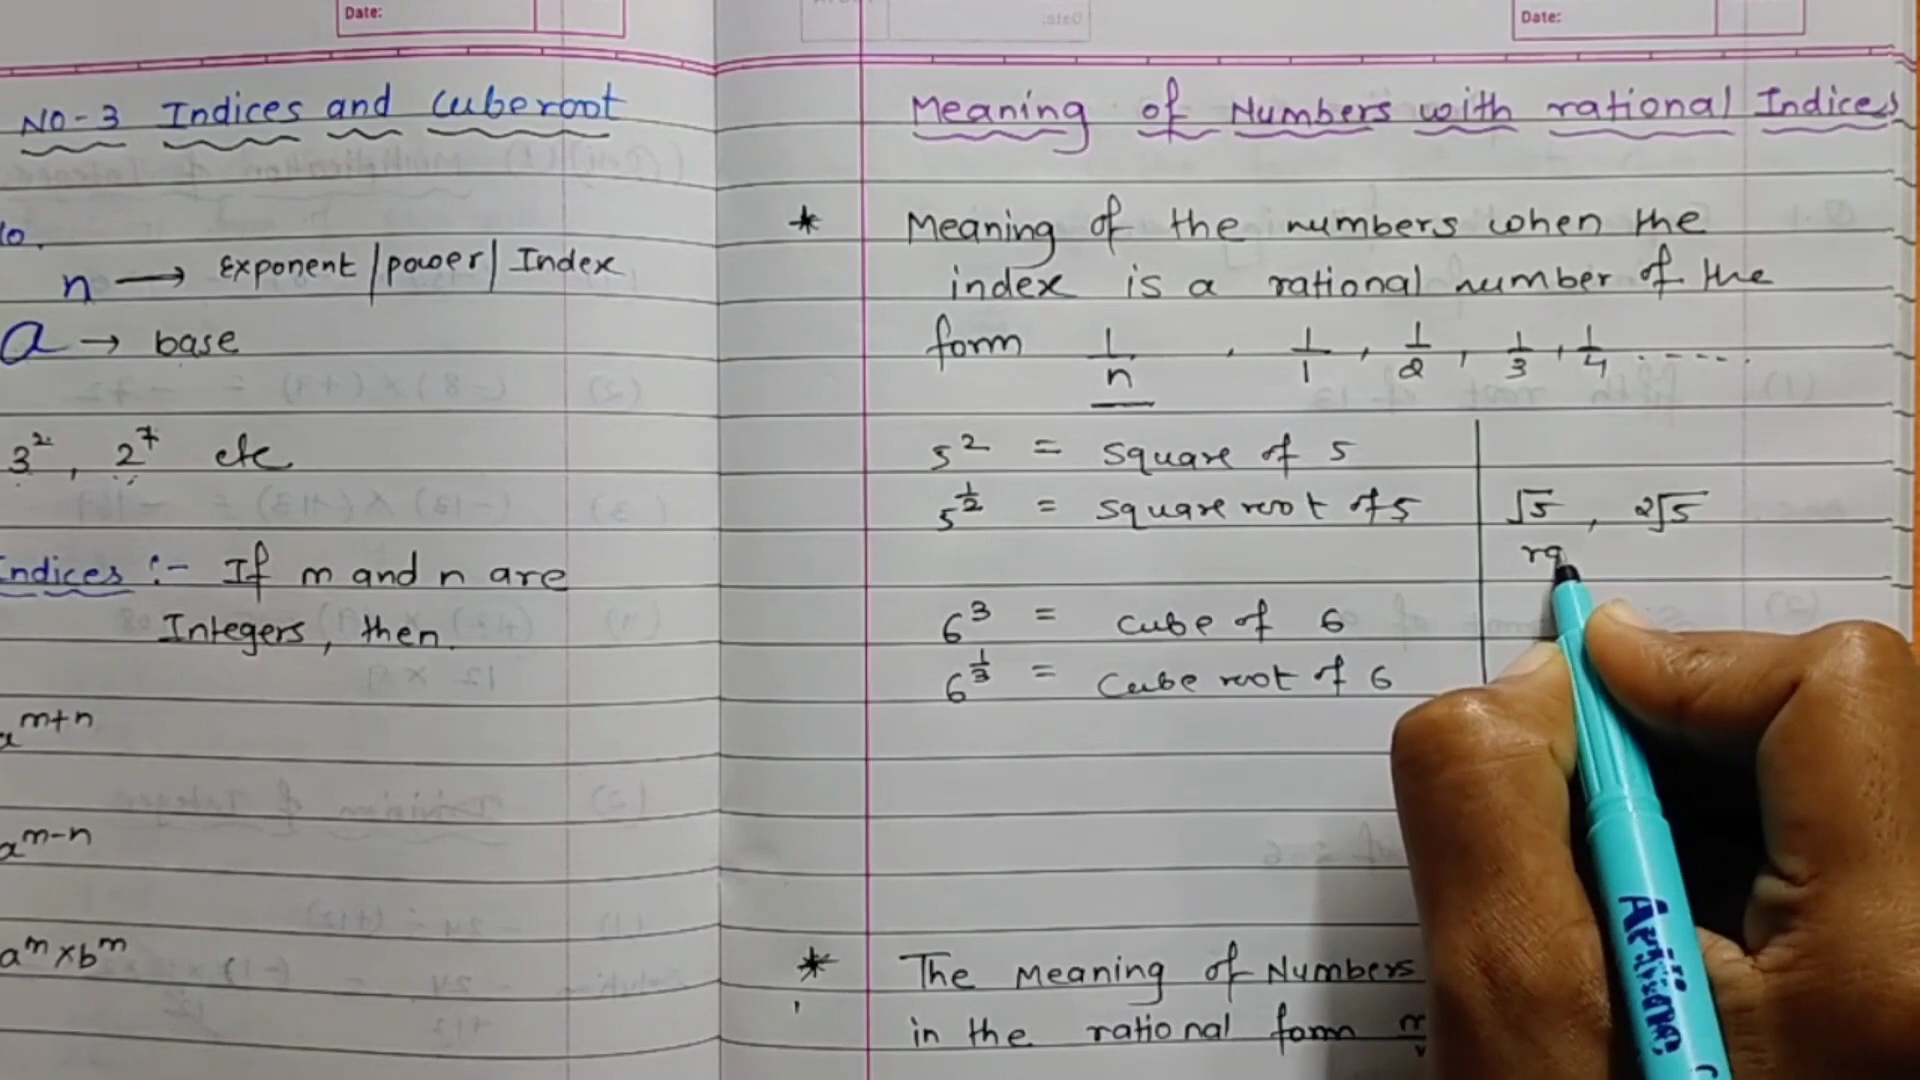 Date:
NO-3 Indices and cuberoot
n → Exponent/power/Index
a → base
3², 2⁷ etc
Indices :- If m and n are
Integers, then.
a^m+n
a^m-n
a^m × b^m
Date:
Meaning of Numbers with rational Indices
* Meaning of the numbers when the
index is a rational number of the
form 1/n , 1/1 , 1/2 , 1/3 , 1/4 ......
5² = square of 5
5^1/2 = square root of 5 √5 , 2√5
6³ = cube of 6
6^1/3 = Cube root of 6
* The Meaning of Numbers
in the rational form
Artline